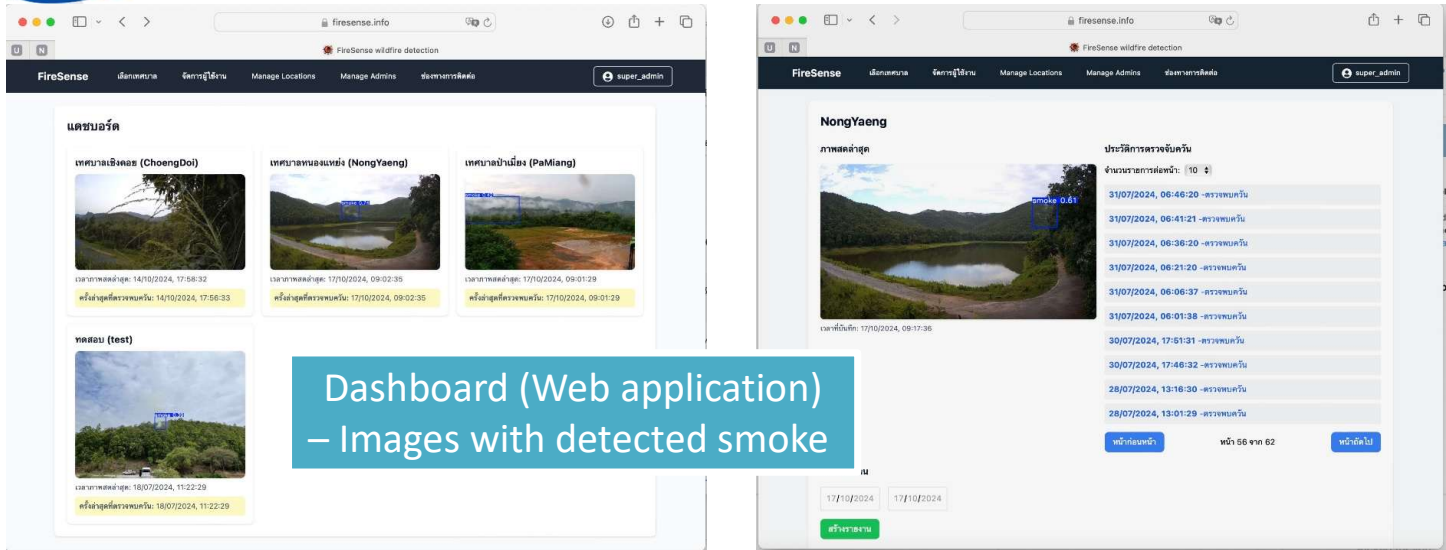 firesense.info
U N
FireSense wildfire detection
FireSense เลือกเทศบาล จัดการผู้ใช้งาน Manage Locations Manage Admins ช่องทางการติดต่อ super_admin
แดชบอร์ด
เทศบาลเชิงดอย (ChoengDoi)
เวลาภาพสดล่าสุด: 14/10/2024, 17:58:32
ครั้งล่าสุดที่ตรวจพบควัน: 14/10/2024, 17:56:33
เทศบาลหนองแหย่ง (NongYaeng)
เวลาภาพสดล่าสุด: 17/10/2024, 09:02:35
ครั้งล่าสุดที่ตรวจพบควัน: 17/10/2024, 09:02:35
เทศบาลป่าเมี่ยง (PaMiang)
เวลาภาพสดล่าสุด: 17/10/2024, 09:01:29
ครั้งล่าสุดที่ตรวจพบควัน: 17/10/2024, 09:01:29
ทดสอบ (test)
เวลาภาพสดล่าสุด: 18/07/2024, 11:22:29
ครั้งล่าสุดที่ตรวจพบควัน: 18/07/2024, 11:22:29
Dashboard (Web application)
– Images with detected smoke
firesense.info
U N
FireSense wildfire detection
FireSense เลือกเทศบาล จัดการผู้ใช้งาน Manage Locations Manage Admins ช่องทางการติดต่อ super_admin
NongYaeng
ภาพสดล่าสุด
smoke 0.61
เวลาที่บันทึก: 17/10/2024, 09:17:36
ประวัติการตรวจจับควัน
จำนวนรายการต่อหน้า: 10
31/07/2024, 06:46:20 -ตรวจพบควัน
31/07/2024, 06:41:21 -ตรวจพบควัน
31/07/2024, 06:36:20 -ตรวจพบควัน
31/07/2024, 06:21:20 -ตรวจพบควัน
31/07/2024, 06:06:37 -ตรวจพบควัน
31/07/2024, 06:01:38 -ตรวจพบควัน
30/07/2024, 17:51:31 -ตรวจพบควัน
30/07/2024, 17:46:32 -ตรวจพบควัน
28/07/2024, 13:16:30 -ตรวจพบควัน
28/07/2024, 13:01:29 -ตรวจพบควัน
หน้าก่อนหน้า หน้า 56 จาก 62 หน้าถัดไป
17/10/2024 17/10/2024
สร้างรายงาน